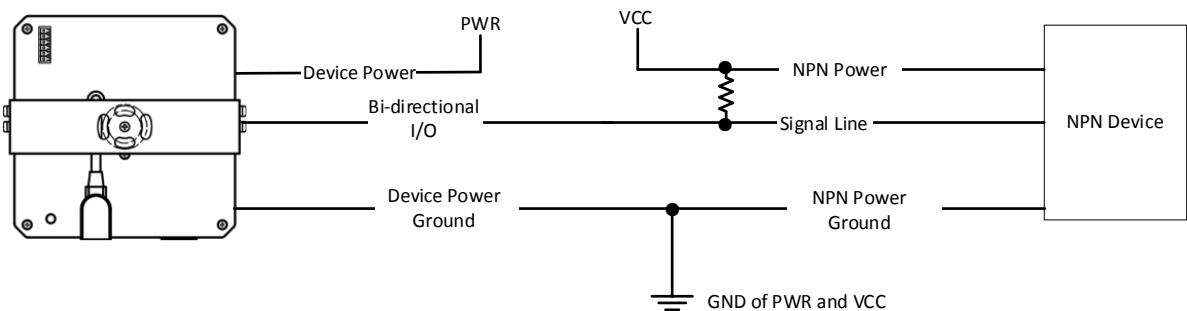 PWR
VCC
Device Power
NPN Power
Bi-directional
I/O
Signal Line
NPN Device
Device Power
Ground
NPN Power
Ground
GND of PWR and VCC